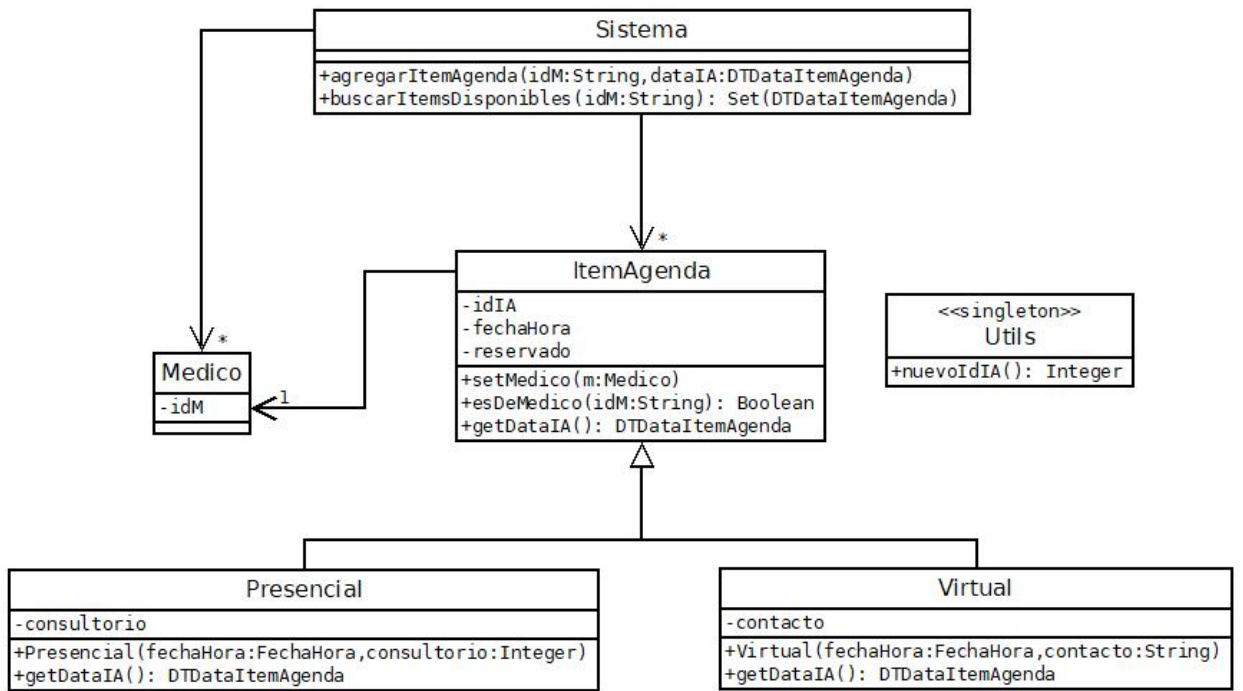 Sistema
+agregarItemAgenda(idM:String,dataIA:DTDataItemAgenda)
+buscarItemsDisponibles(idM:String): Set(DTDataItemAgenda)
*
*
ItemAgenda
-idIA
-fechaHora
-reservado
+setMedico(m:Medico)
+esDeMedico(idM:String): Boolean
+getDataIA(): DTDataItemAgenda
<<singleton>>
Utils
+nuevoIdIA(): Integer
Medico
-idM
1
Presencial
-consultorio
+Presencial(fechaHora:FechaHora,consultorio:Integer)
+getDataIA(): DTDataItemAgenda
Virtual
-contacto
+Virtual(fechaHora:FechaHora,contacto:String)
+getDataIA(): DTDataItemAgenda